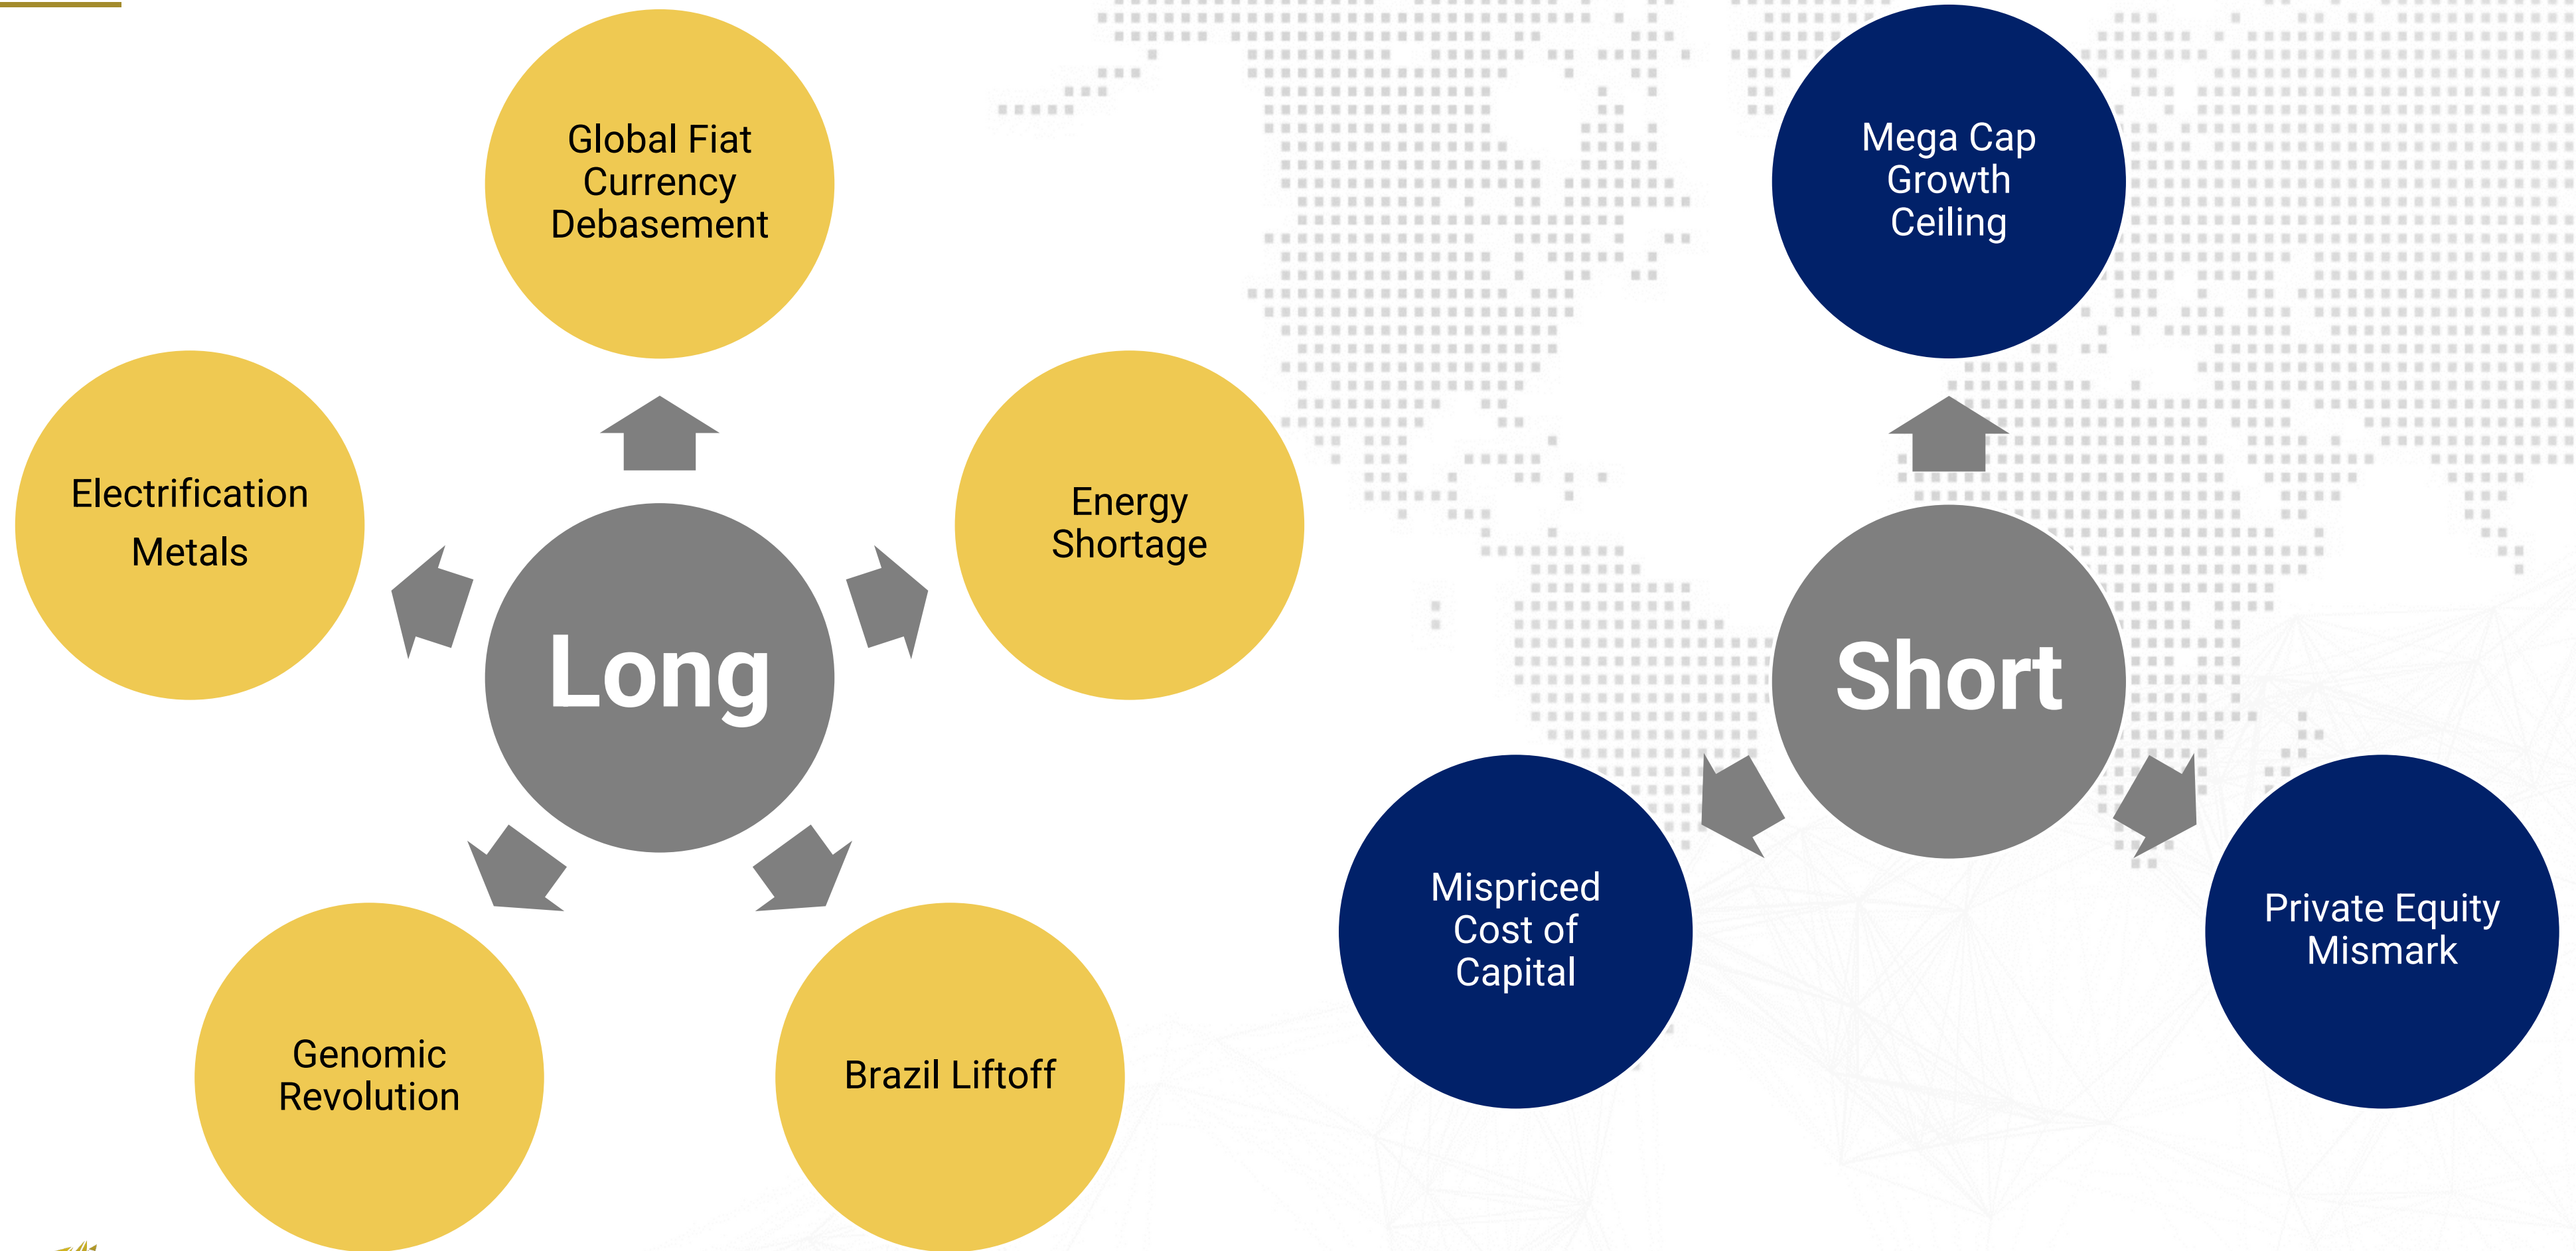 Global Fiat
Currency
Debasement
Electrification
Metals
Energy
Shortage
Long
Genomic
Revolution
Brazil Liftoff
Mega Cap
Growth
Ceiling
Short
Mispriced
Cost of
Capital
Private Equity
Mismark